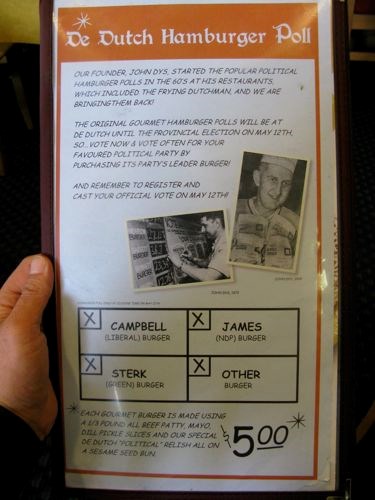 De Dutch Hamburger Poll
OUR FOUNDER, JOHN DYS, STARTED THE POPULAR POLITICAL
HAMBURGER POLLS IN THE 60'S AT HIS RESTAURANTS,
WHICH INCLUDED THE FRYING DUTCHMAN, AND WE ARE
BRINGING THEM BACK!
THE ORIGINAL GOURMET HAMBURGER POLLS WILL BE AT
DE DUTCH UNTIL THE PROVINCIAL ELECTION ON MAY 12TH,
SO...VOTE NOW & VOTE OFTEN FOR YOUR
FAVOURED POLITICAL PARTY BY
PURCHASING ITS PARTY'S LEADER BURGER!
AND REMEMBER TO REGISTER AND
CAST YOUR OFFICIAL VOTE ON MAY 12TH!
X CAMPBELL
(LIBERAL) BURGER
X JAMES
(NDP) BURGER
X STERK
(GREEN) BURGER
X OTHER
BURGER
EACH GOURMET BURGER IS MADE USING
A 1/3 POUND ALL BEEF PATTY, MAYO,
DILL PICKLE SLICES AND OUR SPECIAL
DE DUTCH "POLITICAL" RELISH ALL ON
A SESAME SEED BUN.
$5.00